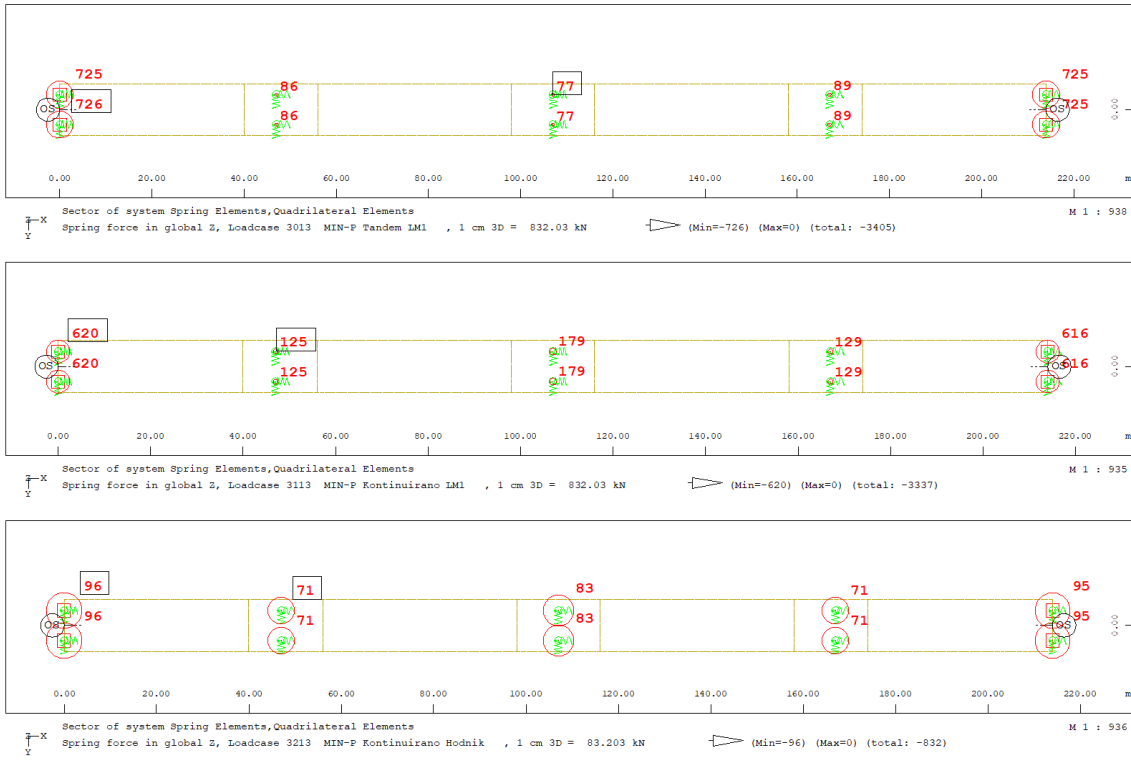 725 725
86 77 89
726 OS OS 725
86 77 89
0.00
0.00 20.00 40.00 60.00 80.00 100.00 120.00 140.00 160.00 180.00 200.00 220.00 m
Z X Sector of system Spring Elements,Quadrilateral Elements M 1 : 938
Y Spring force in global Z, Loadcase 3013 MIN-P Tandem LM1 , 1 cm 3D = 832.03 kN (Min=-726) (Max=0) (total: -3405)
620 616
125 179 129
OS 620 OS 616
125 179 129
0.00
0.00 20.00 40.00 60.00 80.00 100.00 120.00 140.00 160.00 180.00 200.00 220.00 m
Z X Sector of system Spring Elements,Quadrilateral Elements M 1 : 935
Y Spring force in global Z, Loadcase 3113 MIN-P Kontinuirano LM1 , 1 cm 3D = 832.03 kN (Min=-620) (Max=0) (total: -3337)
96 71 83 71 95
OS 96 71 83 71 OS 95
0.00
0.00 20.00 40.00 60.00 80.00 100.00 120.00 140.00 160.00 180.00 200.00 220.00 m
Z X Sector of system Spring Elements,Quadrilateral Elements M 1 : 936
Y Spring force in global Z, Loadcase 3213 MIN-P Kontinuirano Hodnik , 1 cm 3D = 83.203 kN (Min=-96) (Max=0) (total: -832)